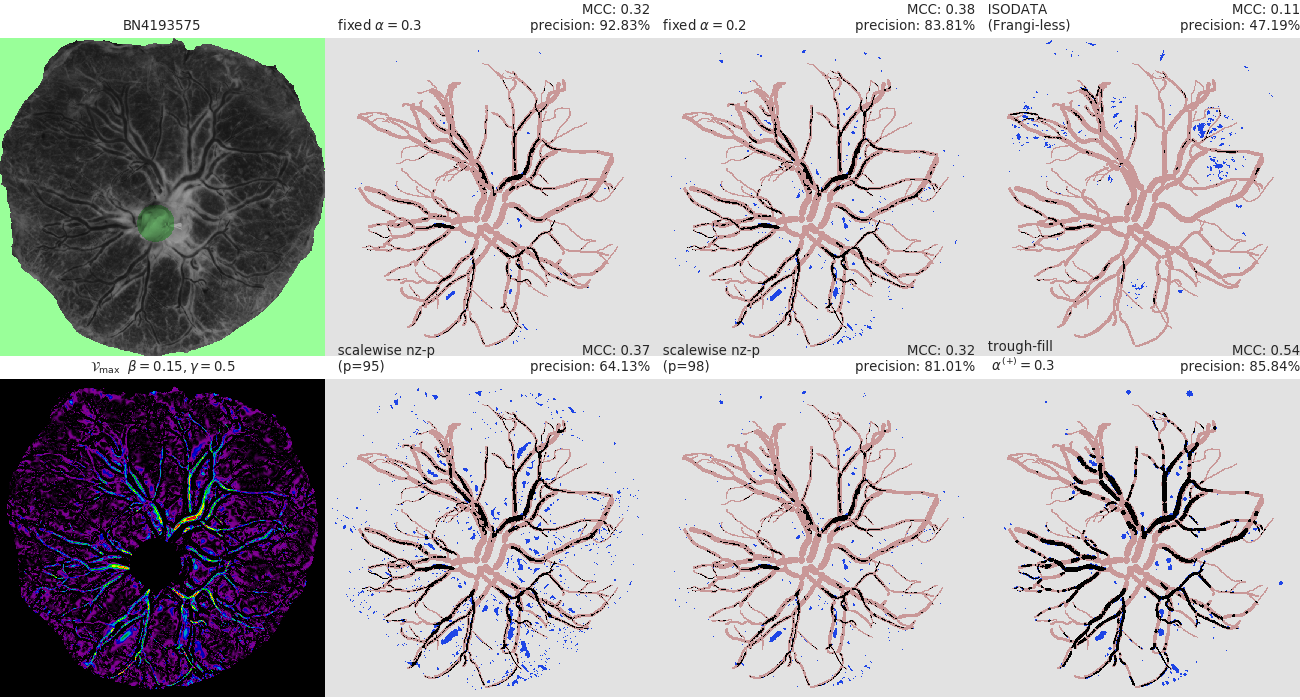 BN4193575
fixed α = 0.3
MCC: 0.32
precision: 92.83%
fixed α = 0.2
MCC: 0.38
precision: 83.81%
ISODATA
(Frangi-less)
MCC: 0.11
precision: 47.19%
𝒱max β = 0.15, γ = 0.5
scalewise nz-p
(p=95)
MCC: 0.37
precision: 64.13%
scalewise nz-p
(p=98)
MCC: 0.32
precision: 81.01%
trough-fill
α(+) = 0.3
MCC: 0.54
precision: 85.84%